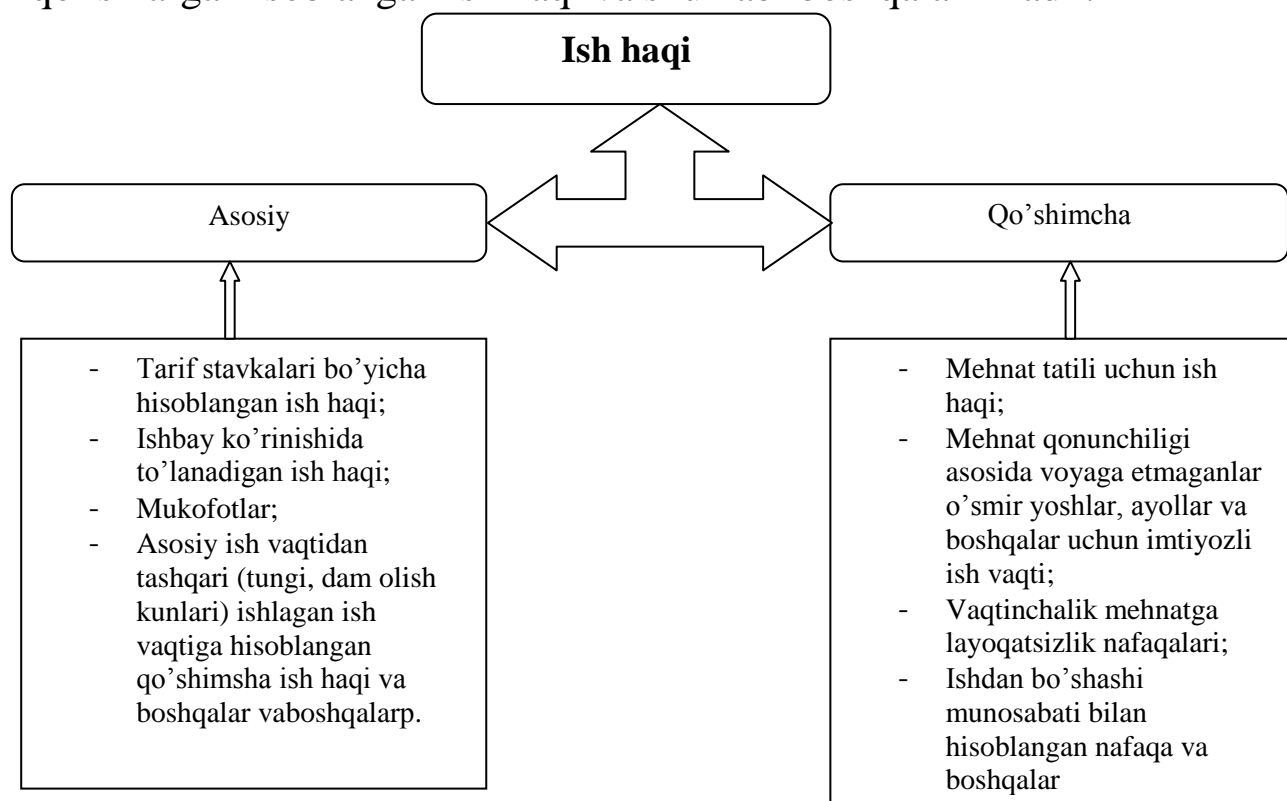 Ish haqi
Asosiy
Qo’shimcha
- Tarif stavkalari bo’yicha
hisoblangan ish haqi;
- Ishbay ko’rinishida
to’lanadigan ish haqi;
- Mukofotlar;
- Asosiy ish vaqtidan
tashqari (tungi, dam olish
kunlari) ishlagan ish
vaqtiga hisoblangan
qo’shimsha ish haqi va
boshqalar vaboshqalarp.
- Mehnat tatili uchun ish
haqi;
- Mehnat qonunchiligi
asosida voyaga etmaganlar
o’smir yoshlar, ayollar va
boshqalar uchun imtiyozli
ish vaqti;
- Vaqtinchalik mehnatga
layoqatsizlik nafaqalari;
- Ishdan bo’shashi
munosabati bilan
hisoblangan nafaqa va
boshqalar